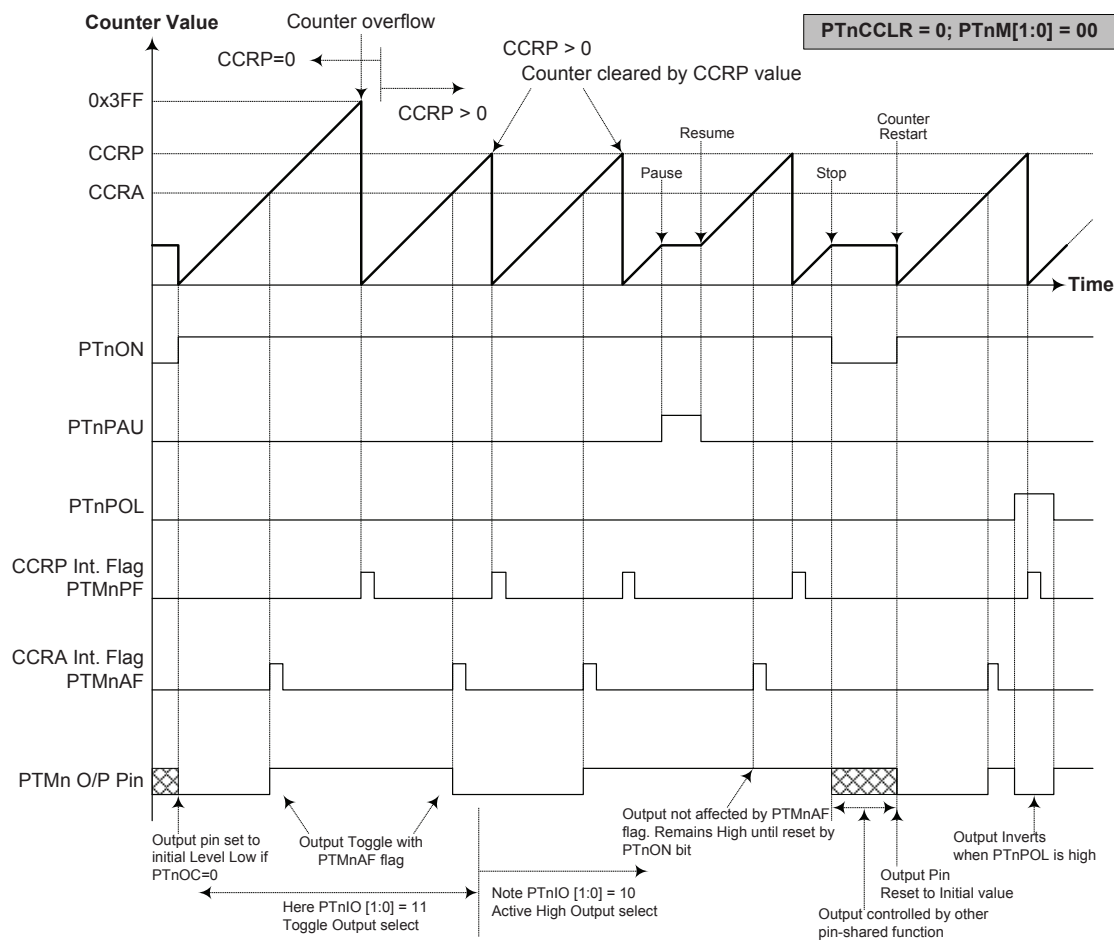 Counter Value
Counter overflow
PTnCCLR = 0; PTnM[1:0] = 00
CCRP=0
CCRP > 0
CCRP > 0
Counter cleared by CCRP value
0x3FF
CCRP
CCRA
Pause
Resume
Stop
Counter
Restart
Time
PTnON
PTnPAU
PTnPOL
CCRP Int. Flag
PTMnPF
CCRA Int. Flag
PTMnAF
PTMn O/P Pin
Output pin set to
initial Level Low if
PTnOC=0
Output Toggle with
PTMnAF flag
Here PTnIO [1:0] = 11
Toggle Output select
Note PTnIO [1:0] = 10
Active High Output select
Output not affected by PTMnAF
flag. Remains High until reset by
PTnON bit
Output controlled by other
pin-shared function
Output Pin
Reset to Initial value
Output Inverts
when PTnPOL is high